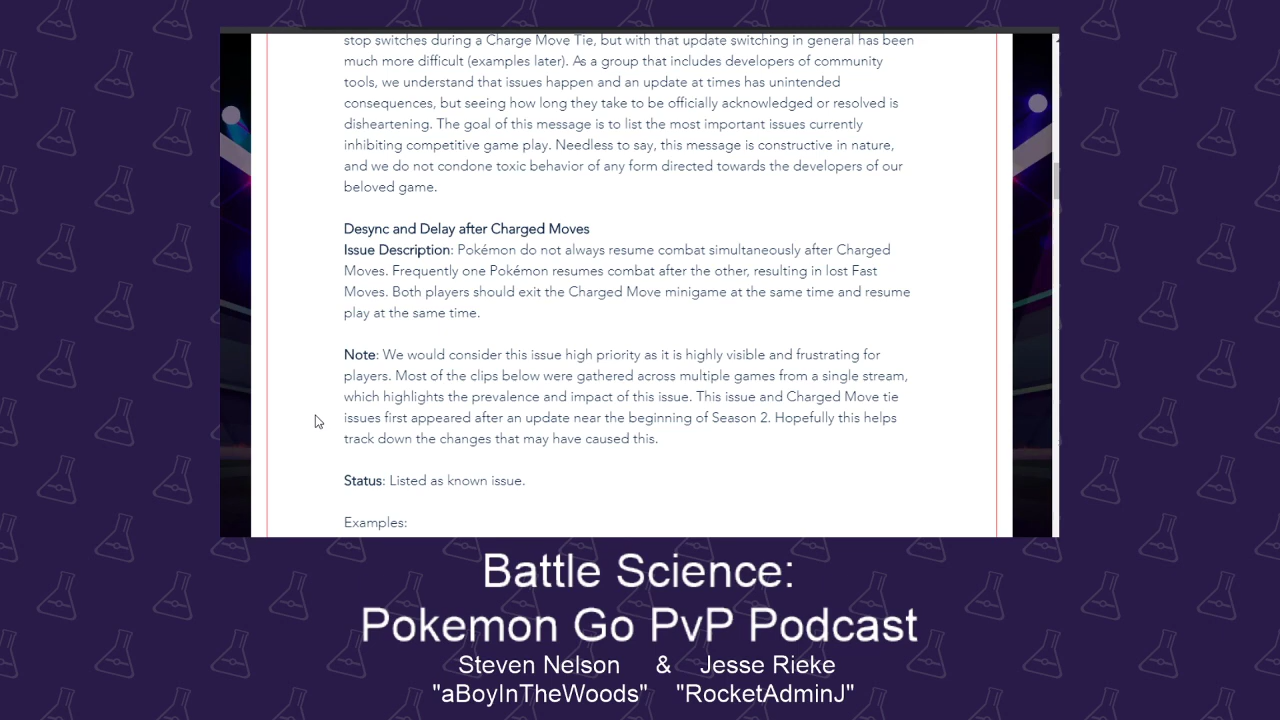 stop switches during a Charge Move Tie, but with that update switching in general has been
much more difficult (examples later). As a group that includes developers of community
tools, we understand that issues happen and an update at times has unintended
consequences, but seeing how long they take to be officially acknowledged or resolved is
disheartening. The goal of this message is to list the most important issues currently
inhibiting competitive game play. Needless to say, this message is constructive in nature,
and we do not condone toxic behavior of any form directed towards the developers of our
beloved game.
Desync and Delay after Charged Moves
Issue Description: Pokémon do not always resume combat simultaneously after Charged
Moves. Frequently one Pokémon resumes combat after the other, resulting in lost Fast
Moves. Both players should exit the Charged Move minigame at the same time and resume
play at the same time.
Note: We would consider this issue high priority as it is highly visible and frustrating for
players. Most of the clips below were gathered across multiple games from a single stream,
which highlights the prevalence and impact of this issue. This issue and Charged Move tie
issues first appeared after an update near the beginning of Season 2. Hopefully this helps
track down the changes that may have caused this.
Status: Listed as known issue.
Examples:
Battle Science:
Pokemon Go PvP Podcast
Steven Nelson & Jesse Rieke
"aBoyInTheWoods" "RocketAdminJ"